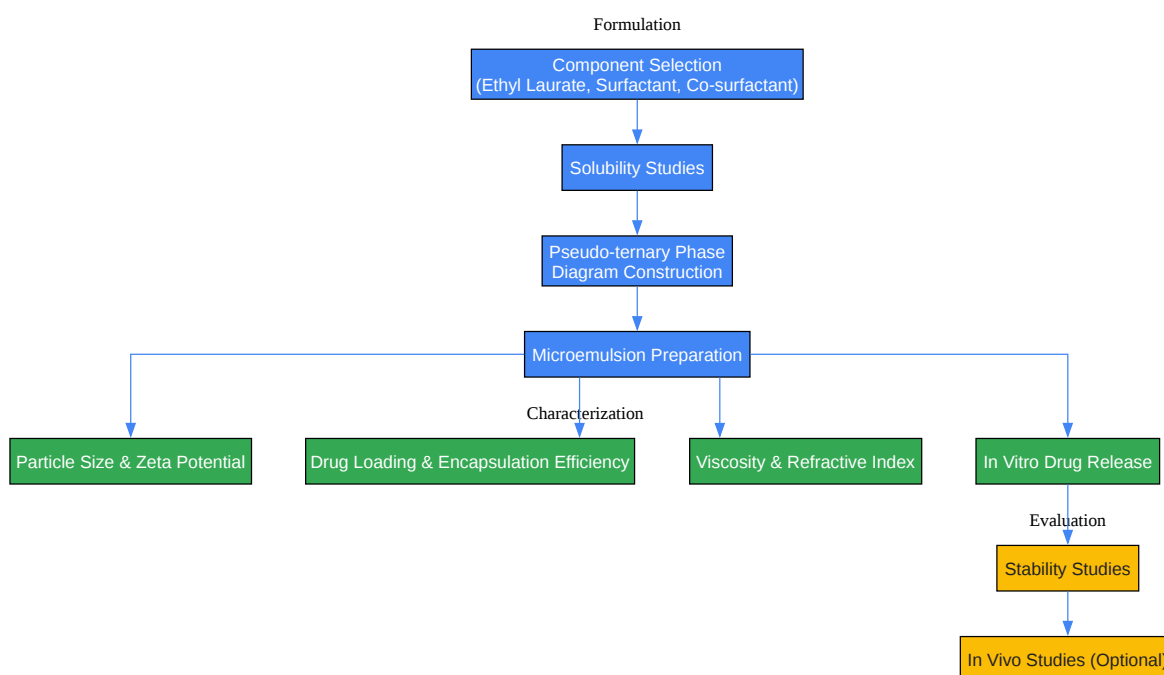 Formulation
Component Selection
(Ethyl Laurate, Surfactant, Co-surfactant)
Solubility Studies
Pseudo-ternary Phase
Diagram Construction
Microemulsion Preparation
Characterization
Particle Size & Zeta Potential
Drug Loading & Encapsulation Efficiency
Viscosity & Refractive Index
In Vitro Drug Release
Evaluation
Stability Studies
In Vivo Studies (Optional)